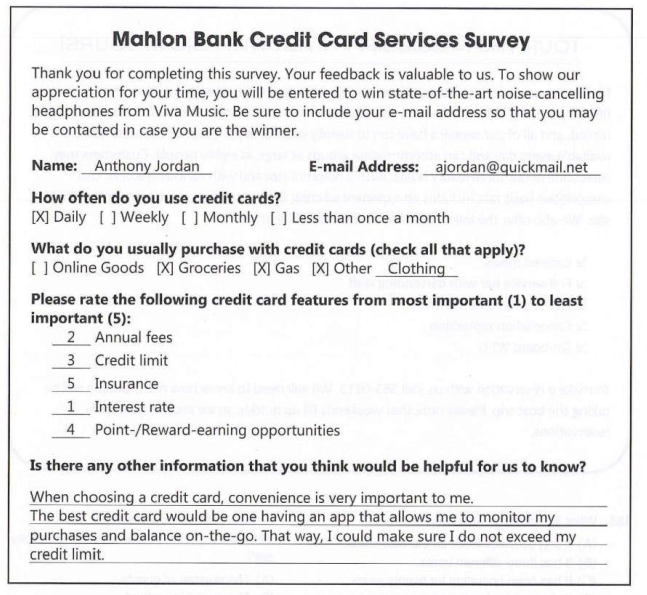 Mahlon Bank Credit Card Services Survey
Thank you for completing this survey. Your feedback is valuable to us. To show our
appreciation for your time, you will be entered to win state-of-the-art noise-cancelling
headphones from Viva Music. Be sure to include your e-mail address so that you may
be contacted in case you are the winner.
Name: Anthony Jordan E-mail Address: ajordan@quickmail.net
How often do you use credit cards?
[X] Daily [ ] Weekly [ ] Monthly [ ] Less than once a month
What do you usually purchase with credit cards (check all that apply)?
[ ] Online Goods [X] Groceries [X] Gas [X] Other Clothing
Please rate the following credit card features from most important (1) to least
important (5):
2 Annual fees
3 Credit limit
5 Insurance
1 Interest rate
4 Point-/Reward-earning opportunities
Is there any other information that you think would be helpful for us to know?
When choosing a credit card, convenience is very important to me.
The best credit card would be one having an app that allows me to monitor my
purchases and balance on-the-go. That way, I could make sure I do not exceed my
credit limit.